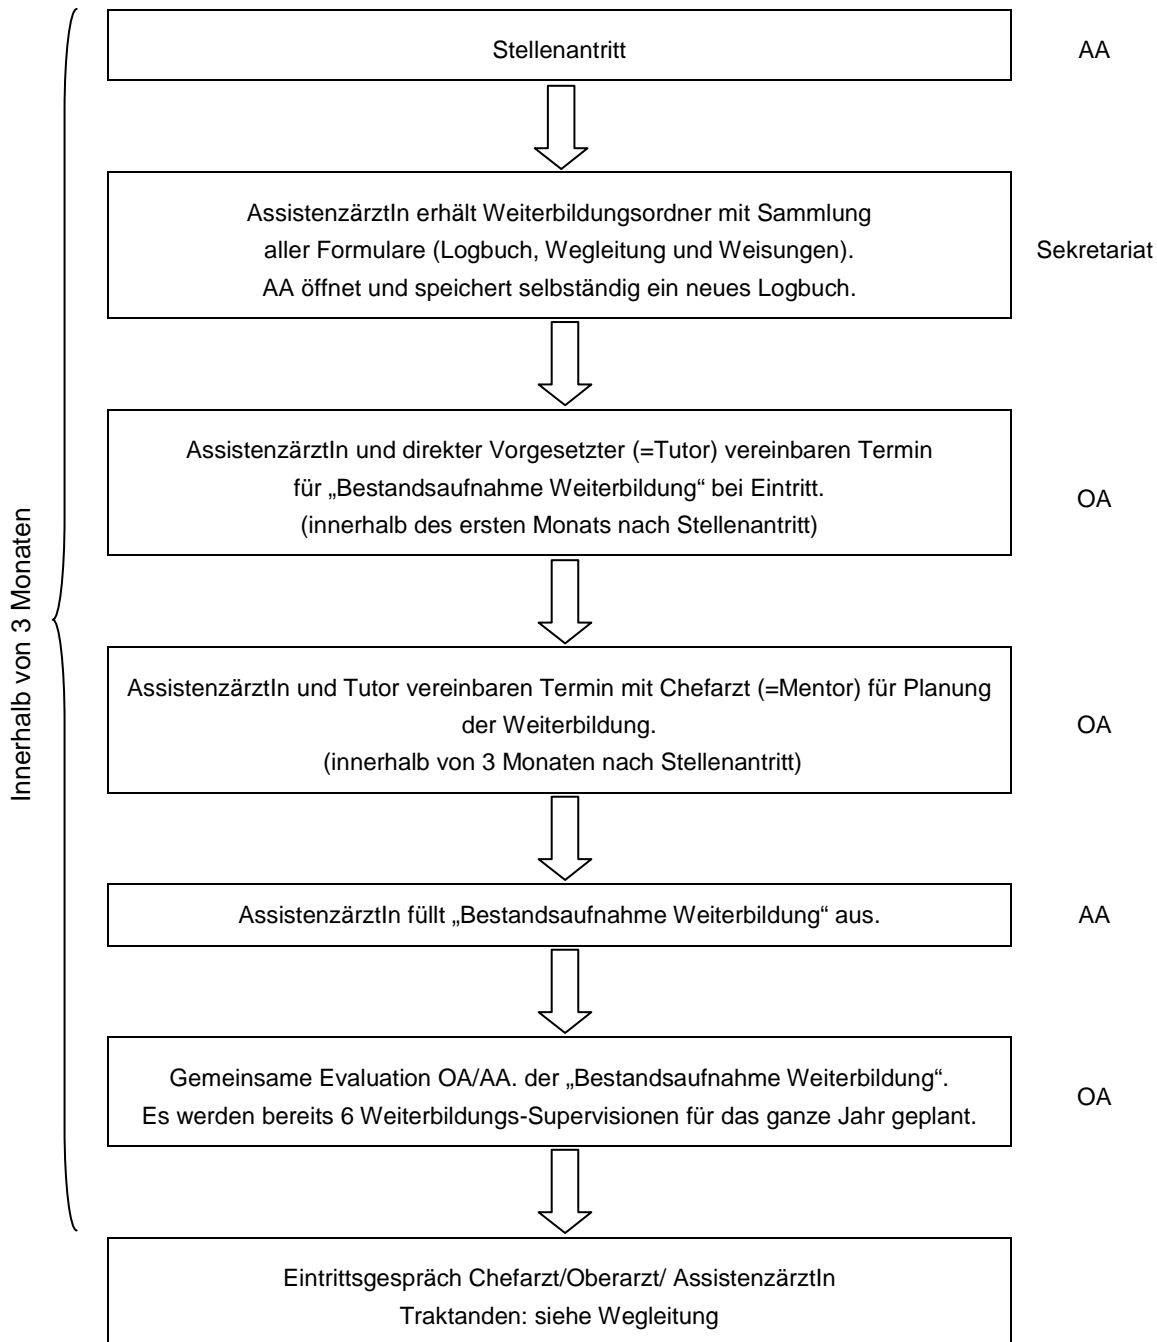 Stellenantritt
AA
AssistenzärztIn erhält Weiterbildungsordner mit Sammlung
aller Formulare (Logbuch, Wegleitung und Weisungen).
AA öffnet und speichert selbständig ein neues Logbuch.
Sekretariat
AssistenzärztIn und direkter Vorgesetzter (=Tutor) vereinbaren Termin
für „Bestandsaufnahme Weiterbildung“ bei Eintritt.
(innerhalb des ersten Monats nach Stellenantritt)
OA
Innerhalb von 3 Monaten
AssistenzärztIn und Tutor vereinbaren Termin mit Chefarzt (=Mentor) für Planung
der Weiterbildung.
(innerhalb von 3 Monaten nach Stellenantritt)
OA
AssistenzärztIn füllt „Bestandsaufnahme Weiterbildung“ aus.
AA
Gemeinsame Evaluation OA/AA. der „Bestandsaufnahme Weiterbildung“.
Es werden bereits 6 Weiterbildungs-Supervisionen für das ganze Jahr geplant.
OA
Eintrittsgespräch Chefarzt/Oberarzt/ AssistenzärztIn
Traktanden: siehe Wegleitung